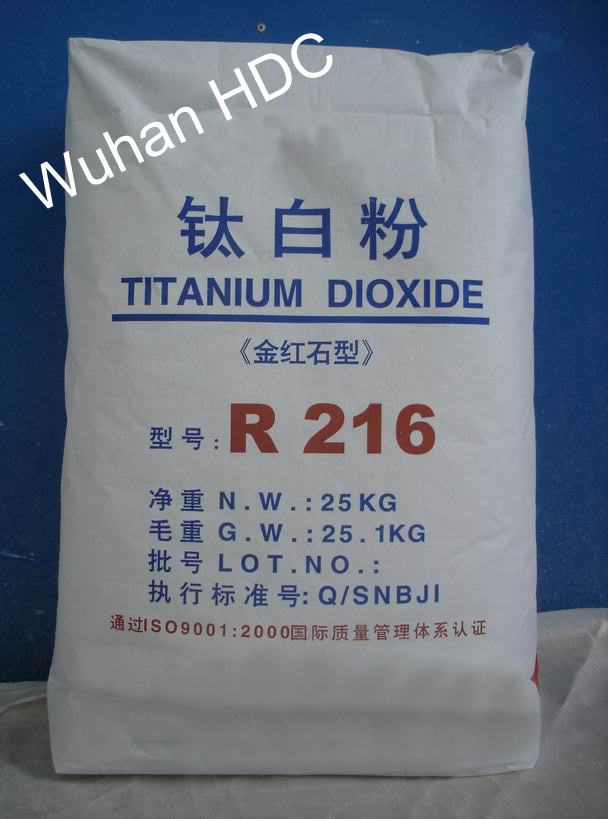 Wuhan HDC
钛白粉
TITANIUM DIOXIDE
《金红石型》
型号: R 216
净重 N.W.:25KG
毛重 G.W.:25.1KG
批号 LOT.NO.:
执行标准号: Q/SNBJI
通过ISO9001:2000国际质量管理体系认证